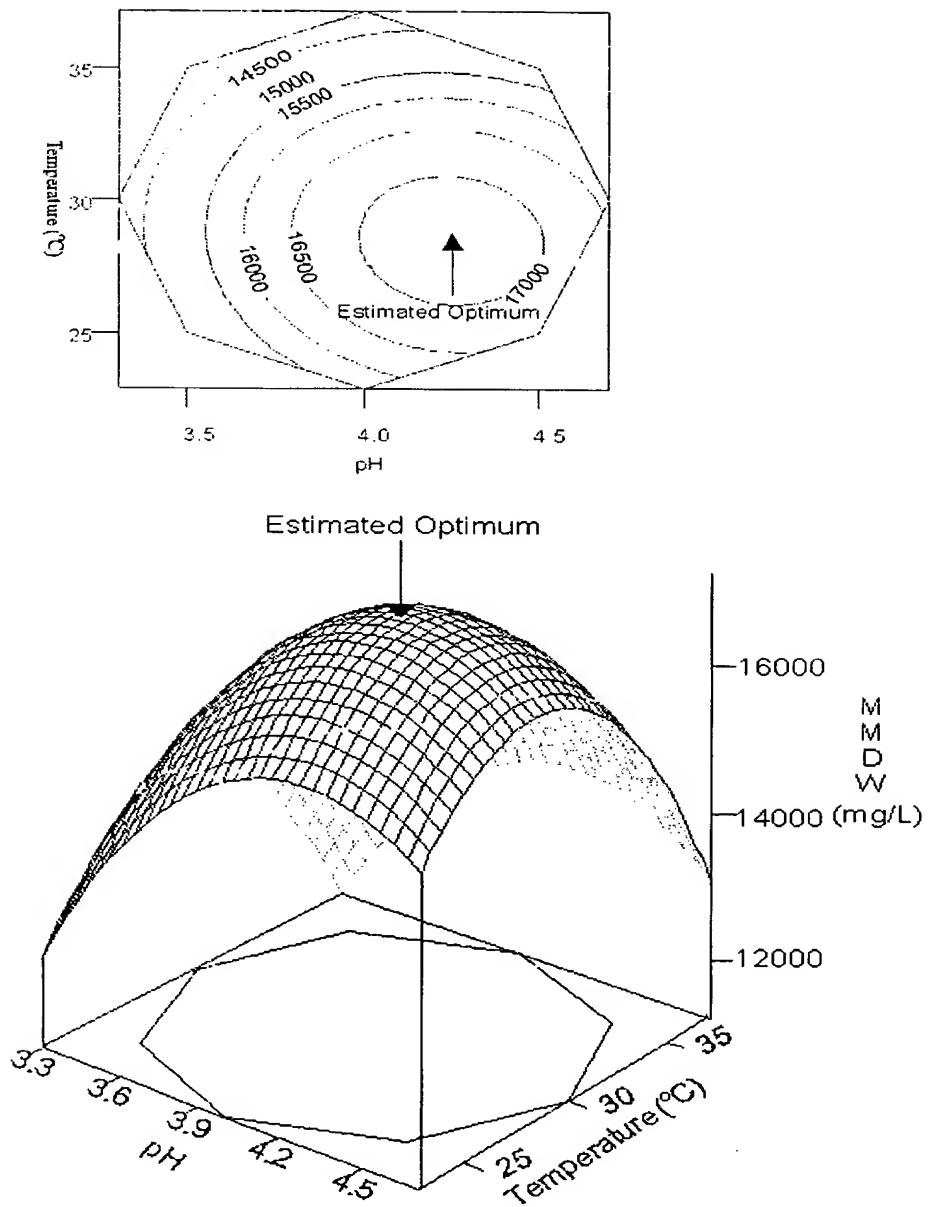 14500
15000
15500
16000
16500
17000
Estimated Optimum
35
30
25
Temperature (℃)
3.5
4.0
4 5
pH
Estimated Optimum
16000
14000
12000
M
M
D
W
(mg/L)
3.3
3.6
3.9
4.2
4.5
pH
25
30
35
Temperature (°C)